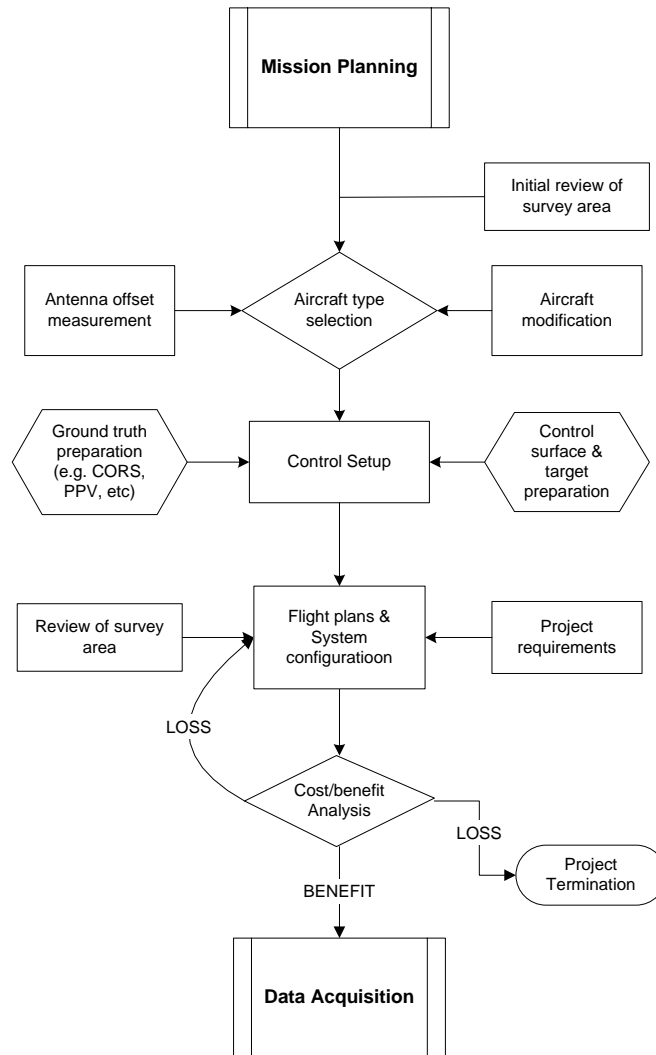 Mission Planning
Initial review of
survey area
Antenna offset
measurement
Aircraft type
selection
Aircraft
modification
Ground truth
preparation
(e.g. CORS,
PPV, etc)
Control Setup
Control
surface &
target
preparation
Review of survey
area
Flight plans &
System
configuratioon
Project
requirements
LOSS
Cost/benefit
Analysis
LOSS
Project
Termination
BENEFIT
Data Acquisition